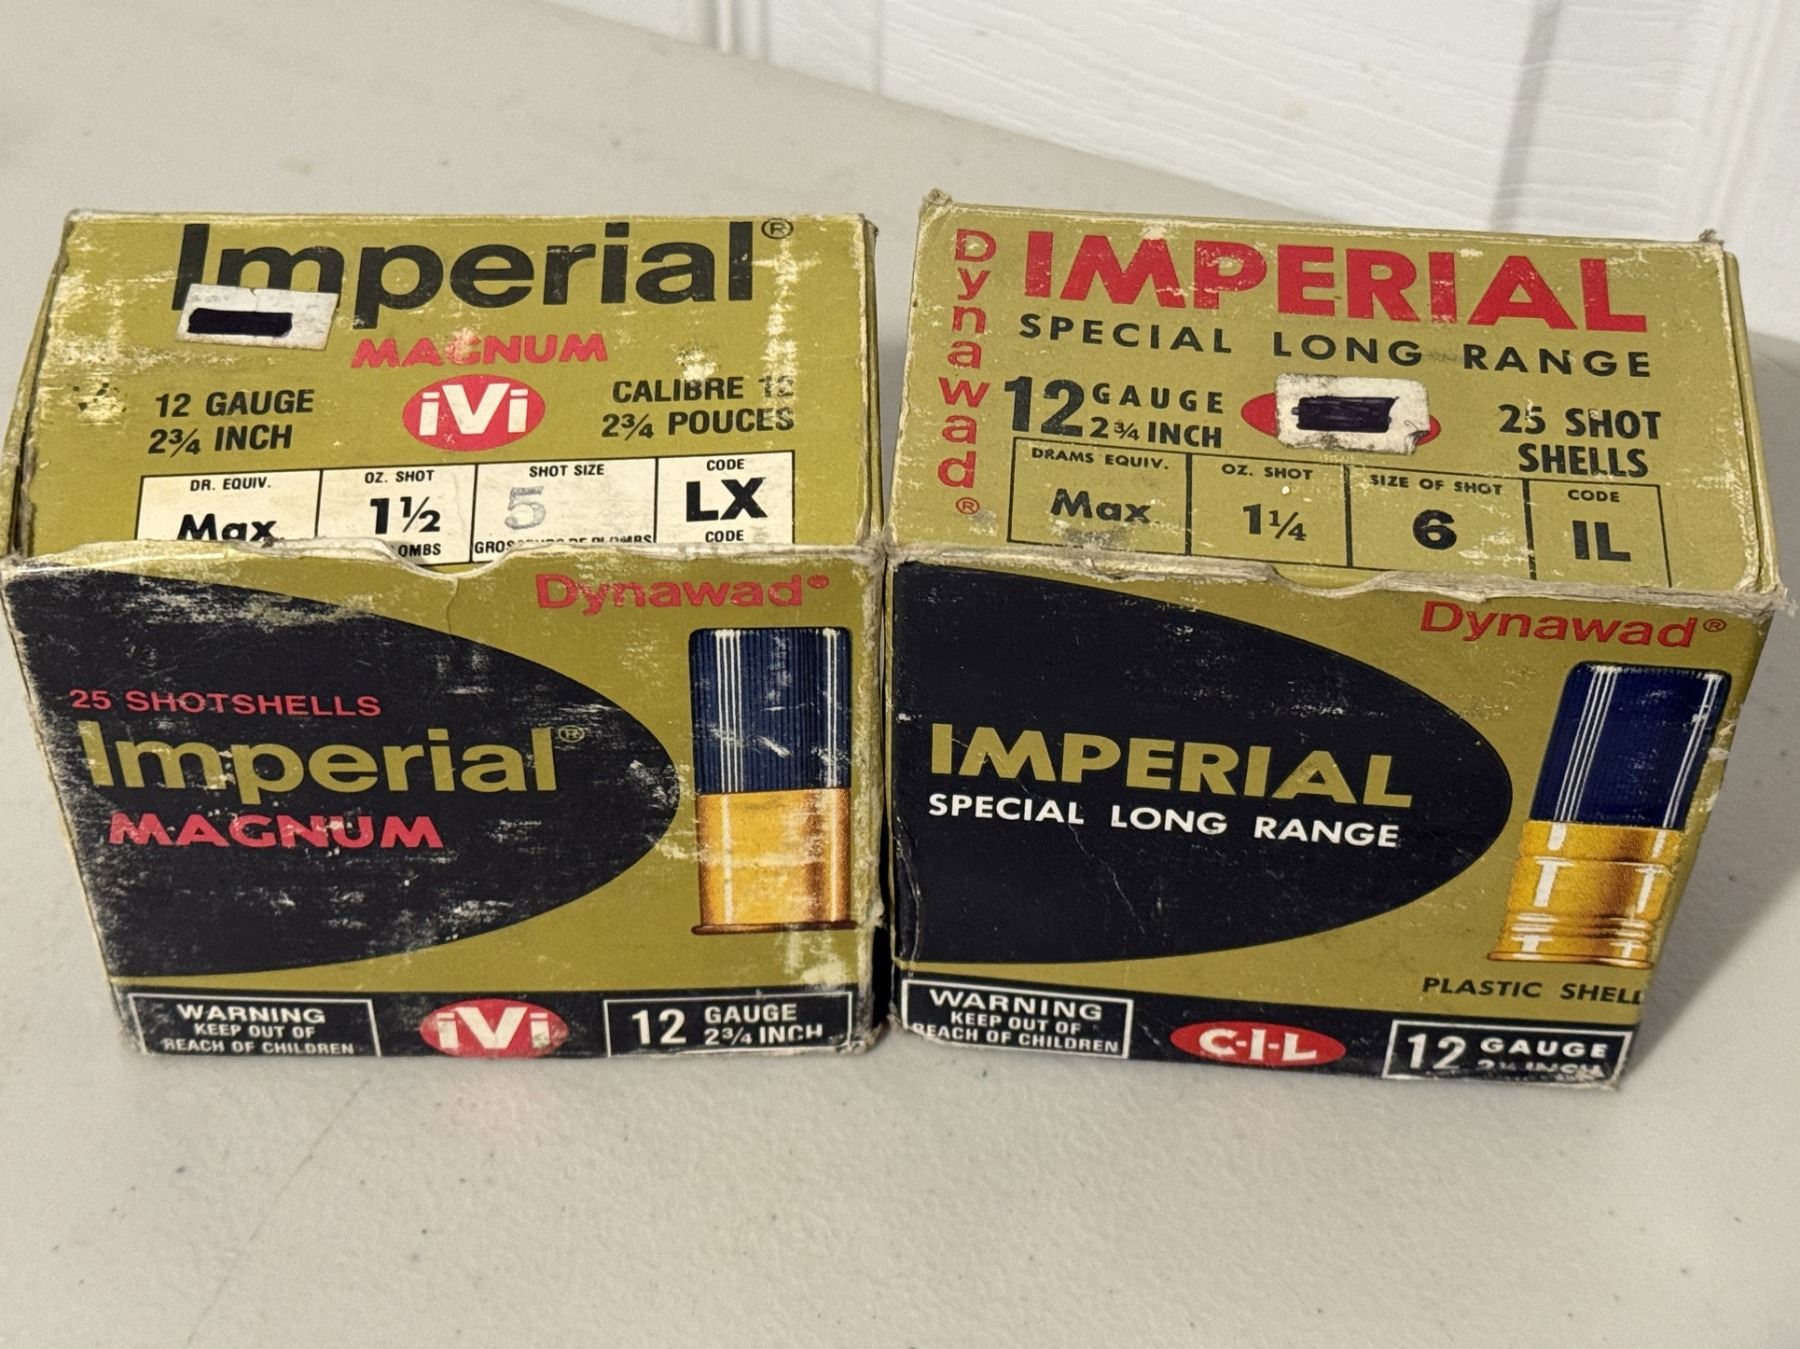 Imperial®
MAGNUM
12 GAUGE
2¾ INCH
iVi
CALIBRE 12
2¾ POUCES
DR. EQUIV.
Max.
OZ. SHOT
1½
SHOT SIZE
5
CODE
LX
CODE
Dynawad®
25 SHOTSHELLS
Imperial®
MAGNUM
WARNING
KEEP OUT OF
REACH OF CHILDREN
iVi
12 GAUGE
2¾ INCH
Dynawad®
IMPERIAL
SPECIAL LONG RANGE
12 GAUGE
2¾ INCH
25 SHOT
SHELLS
DRAMS EQUIV.
Max.
OZ. SHOT
1¼
SIZE OF SHOT
6
CODE
IL
Dynawad®
IMPERIAL
SPECIAL LONG RANGE
PLASTIC SHELL
WARNING
KEEP OUT OF
REACH OF CHILDREN
C-I-L
12 GAUGE
2¾ INCH